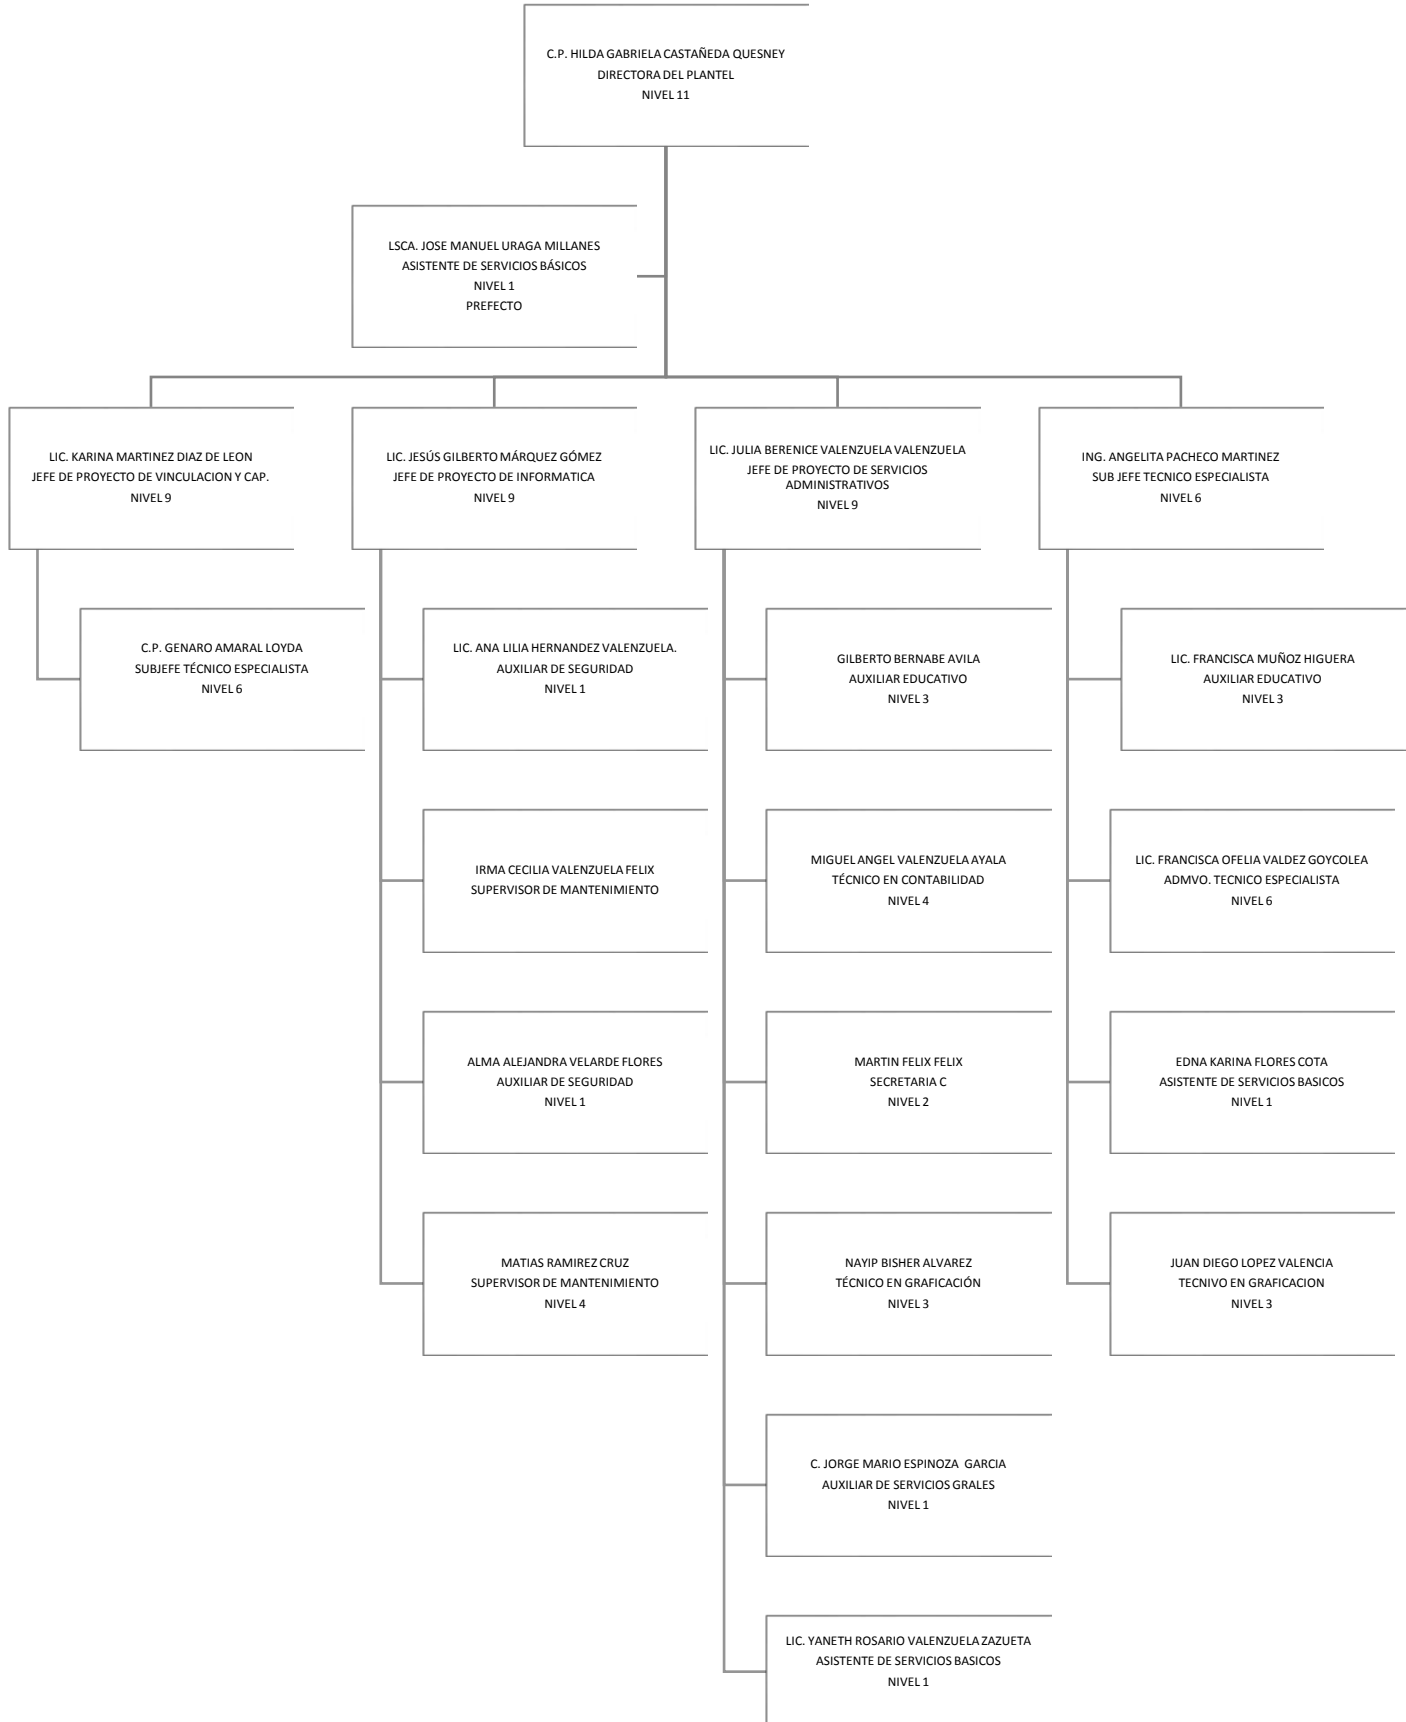 C.P. HILDA GABRIELA CASTAÑEDA QUESNEY
DIRECTORA DEL PLANTEL
NIVEL 11
LSCA. JOSE MANUEL URAGA MILLANES
ASISTENTE DE SERVICIOS BÁSICOS
NIVEL 1
PREFECTO
LIC. KARINA MARTINEZ DIAZ DE LEON
JEFE DE PROYECTO DE VINCULACION Y CAP.
NIVEL 9
LIC. JESÚS GILBERTO MÁRQUEZ GÓMEZ
JEFE DE PROYECTO DE INFORMATICA
NIVEL 9
LIC. JULIA BERENICE VALENZUELA VALENZUELA
JEFE DE PROYECTO DE SERVICIOS
ADMINISTRATIVOS
NIVEL 9
ING. ANGELITA PACHECO MARTINEZ
SUB JEFE TECNICO ESPECIALISTA
NIVEL 6
C.P. GENARO AMARAL LOYDA
SUBJEFE TÉCNICO ESPECIALISTA
NIVEL 6
LIC. ANA LILIA HERNANDEZ VALENZUELA.
AUXILIAR DE SEGURIDAD
NIVEL 1
GILBERTO BERNABE AVILA
AUXILIAR EDUCATIVO
NIVEL 3
LIC. FRANCISCA MUÑOZ HIGUERA
AUXILIAR EDUCATIVO
NIVEL 3
IRMA CECILIA VALENZUELA FELIX
SUPERVISOR DE MANTENIMIENTO
MIGUEL ANGEL VALENZUELA AYALA
TÉCNICO EN CONTABILIDAD
NIVEL 4
LIC. FRANCISCA OFELIA VALDEZ GOYCOLEA
ADMVO. TECNICO ESPECIALISTA
NIVEL 6
ALMA ALEJANDRA VELARDE FLORES
AUXILIAR DE SEGURIDAD
NIVEL 1
MARTIN FELIX FELIX
SECRETARIA C
NIVEL 2
EDNA KARINA FLORES COTA
ASISTENTE DE SERVICIOS BASICOS
NIVEL 1
MATIAS RAMIREZ CRUZ
SUPERVISOR DE MANTENIMIENTO
NIVEL 4
NAYIP BISHER ALVAREZ
TÉCNICO EN GRAFICACIÓN
NIVEL 3
JUAN DIEGO LOPEZ VALENCIA
TECNIVO EN GRAFICACION
NIVEL 3
C. JORGE MARIO ESPINOZA GARCIA
AUXILIAR DE SERVICIOS GRALES
NIVEL 1
LIC. YANETH ROSARIO VALENZUELA ZAZUETA
ASISTENTE DE SERVICIOS BASICOS
NIVEL 1